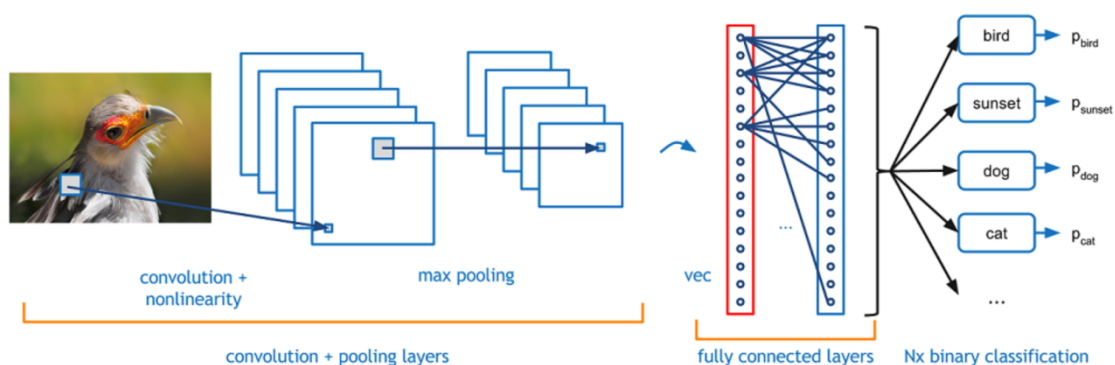 convolution +
nonlinearity
max pooling
convolution + pooling layers
vec
...
fully connected layers
bird
p_bird
sunset
p_sunset
dog
p_dog
cat
p_cat
...
Nx binary classification